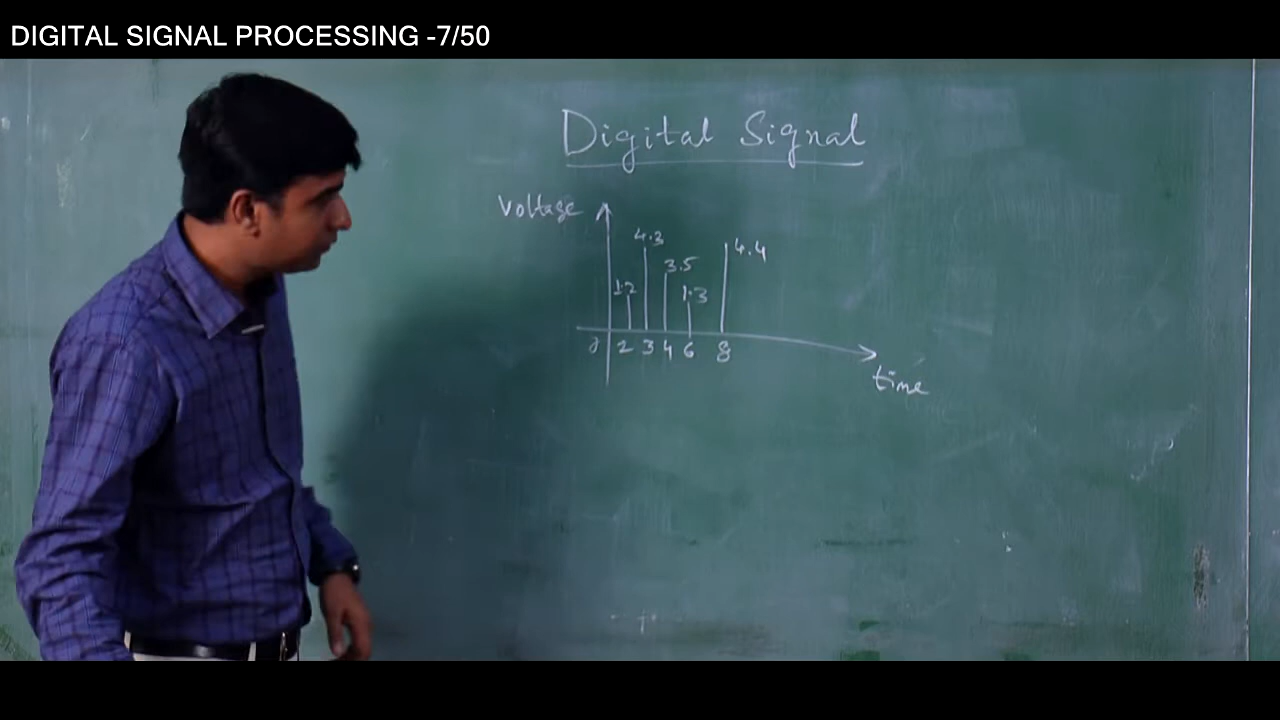 DIGITAL SIGNAL PROCESSING -7/50
Digital Signal
Voltage
4.3
4.4
3.5
1.2
1.3
0 2 3 4 6 8
time